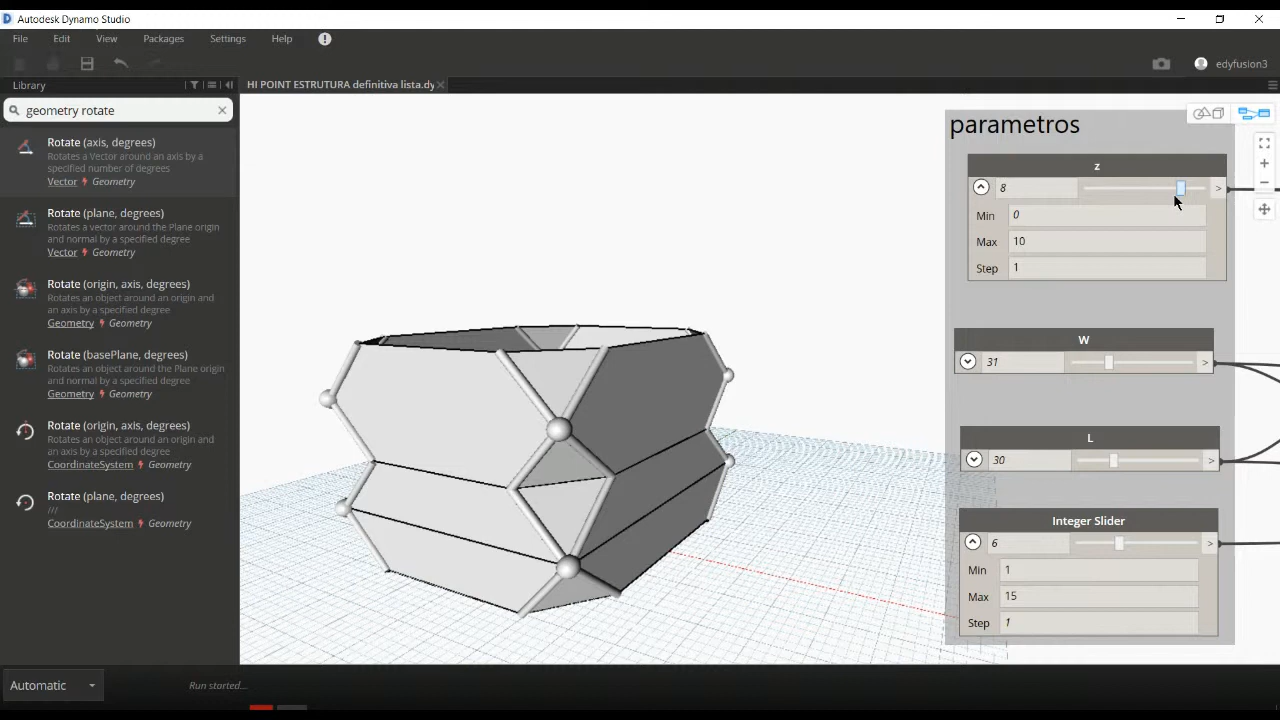 Autodesk Dynamo Studio
File Edit View Packages Settings Help
edyfusion3
Library
HI POINT ESTRUTURA definitiva lista.dy
geometry rotate
Rotate (axis, degrees)
Rotates a Vector around an axis by a
specified number of degrees
Vector Geometry
Rotate (plane, degrees)
Rotates a vector around the Plane origin
and normal by a specified degree
Vector Geometry
Rotate (origin, axis, degrees)
Rotates an object around an origin and
an axis by a specified degree
Geometry Geometry
Rotate (basePlane, degrees)
Rotates an object around the Plane origin
and normal by a specified degree
Geometry Geometry
Rotate (origin, axis, degrees)
Rotates an object around an origin and
an axis by a specified degree
CoordinateSystem Geometry
Rotate (plane, degrees)
///
CoordinateSystem Geometry
parametros
z
8 >
Min 0
Max 10
Step 1
W
31 >
L
30 >
Integer Slider
6 >
Min 1
Max 15
Step 1
Automatic
Run started...